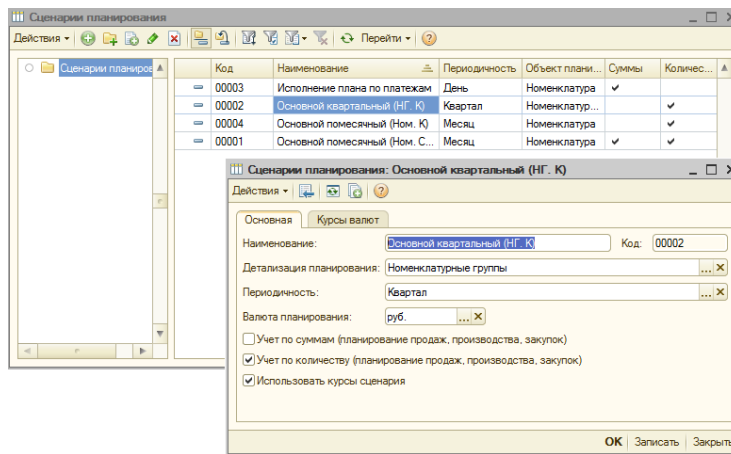 Сценарии планирования
Действия Перейти
Сценарии планиров
Код Наименование Периодичность Объект плани... Суммы Количес...
00003 Исполнение плана по платежам День Номенклатура
00002 Основной квартальный (НГ. К) Квартал Номенклатур...
00004 Основной помесячный (Ном. К) Месяц Номенклатура
00001 Основной помесячный (Ном. С... Месяц Номенклатура
Сценарии планирования: Основной квартальный (НГ. К)
Действия
Основная Курсы валют
Наименование: Основной квартальный (НГ. К) Код: 00002
Детализация планирования: Номенклатурные группы ...
Периодичность: Квартал ...
Валюта планирования: руб. ...
Учет по суммам (планирование продаж, производства, закупок)
Учет по количеству (планирование продаж, производства, закупок)
Использовать курсы сценария
OK Записать Закрыть